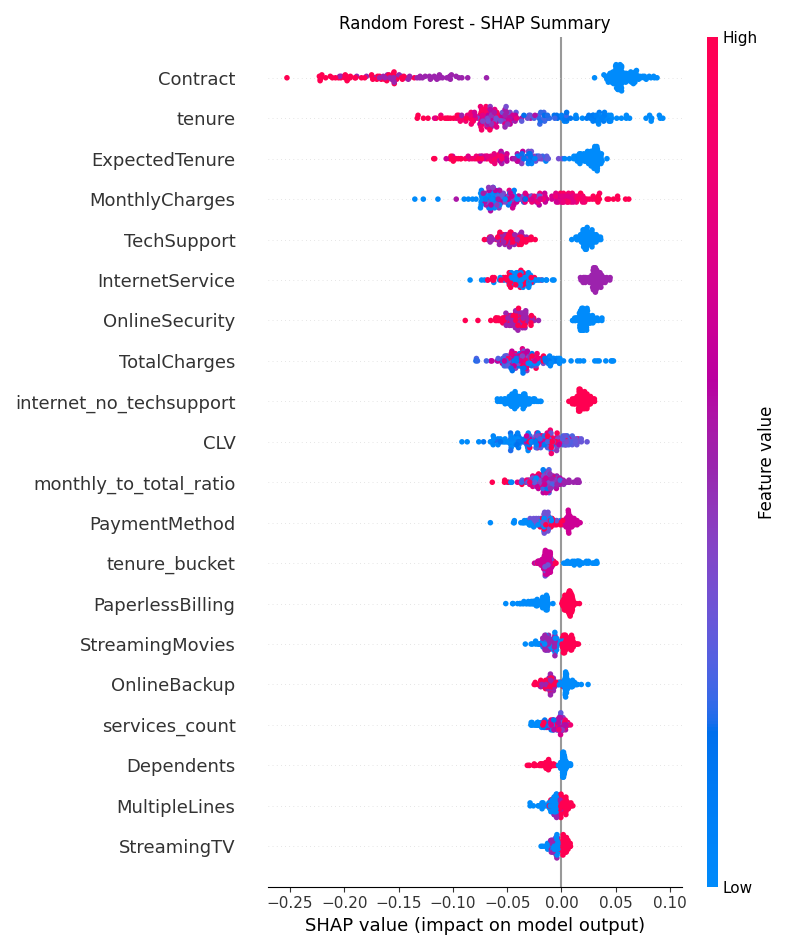 Random Forest - SHAP Summary
High
Contract
tenure
ExpectedTenure
MonthlyCharges
TechSupport
InternetService
OnlineSecurity
TotalCharges
internet_no_techsupport
CLV
monthly_to_total_ratio
PaymentMethod
tenure_bucket
PaperlessBilling
StreamingMovies
OnlineBackup
services_count
Dependents
MultipleLines
StreamingTV
Feature value
Low
−0.25 −0.20 −0.15 −0.10 −0.05 0.00 0.05 0.10
SHAP value (impact on model output)